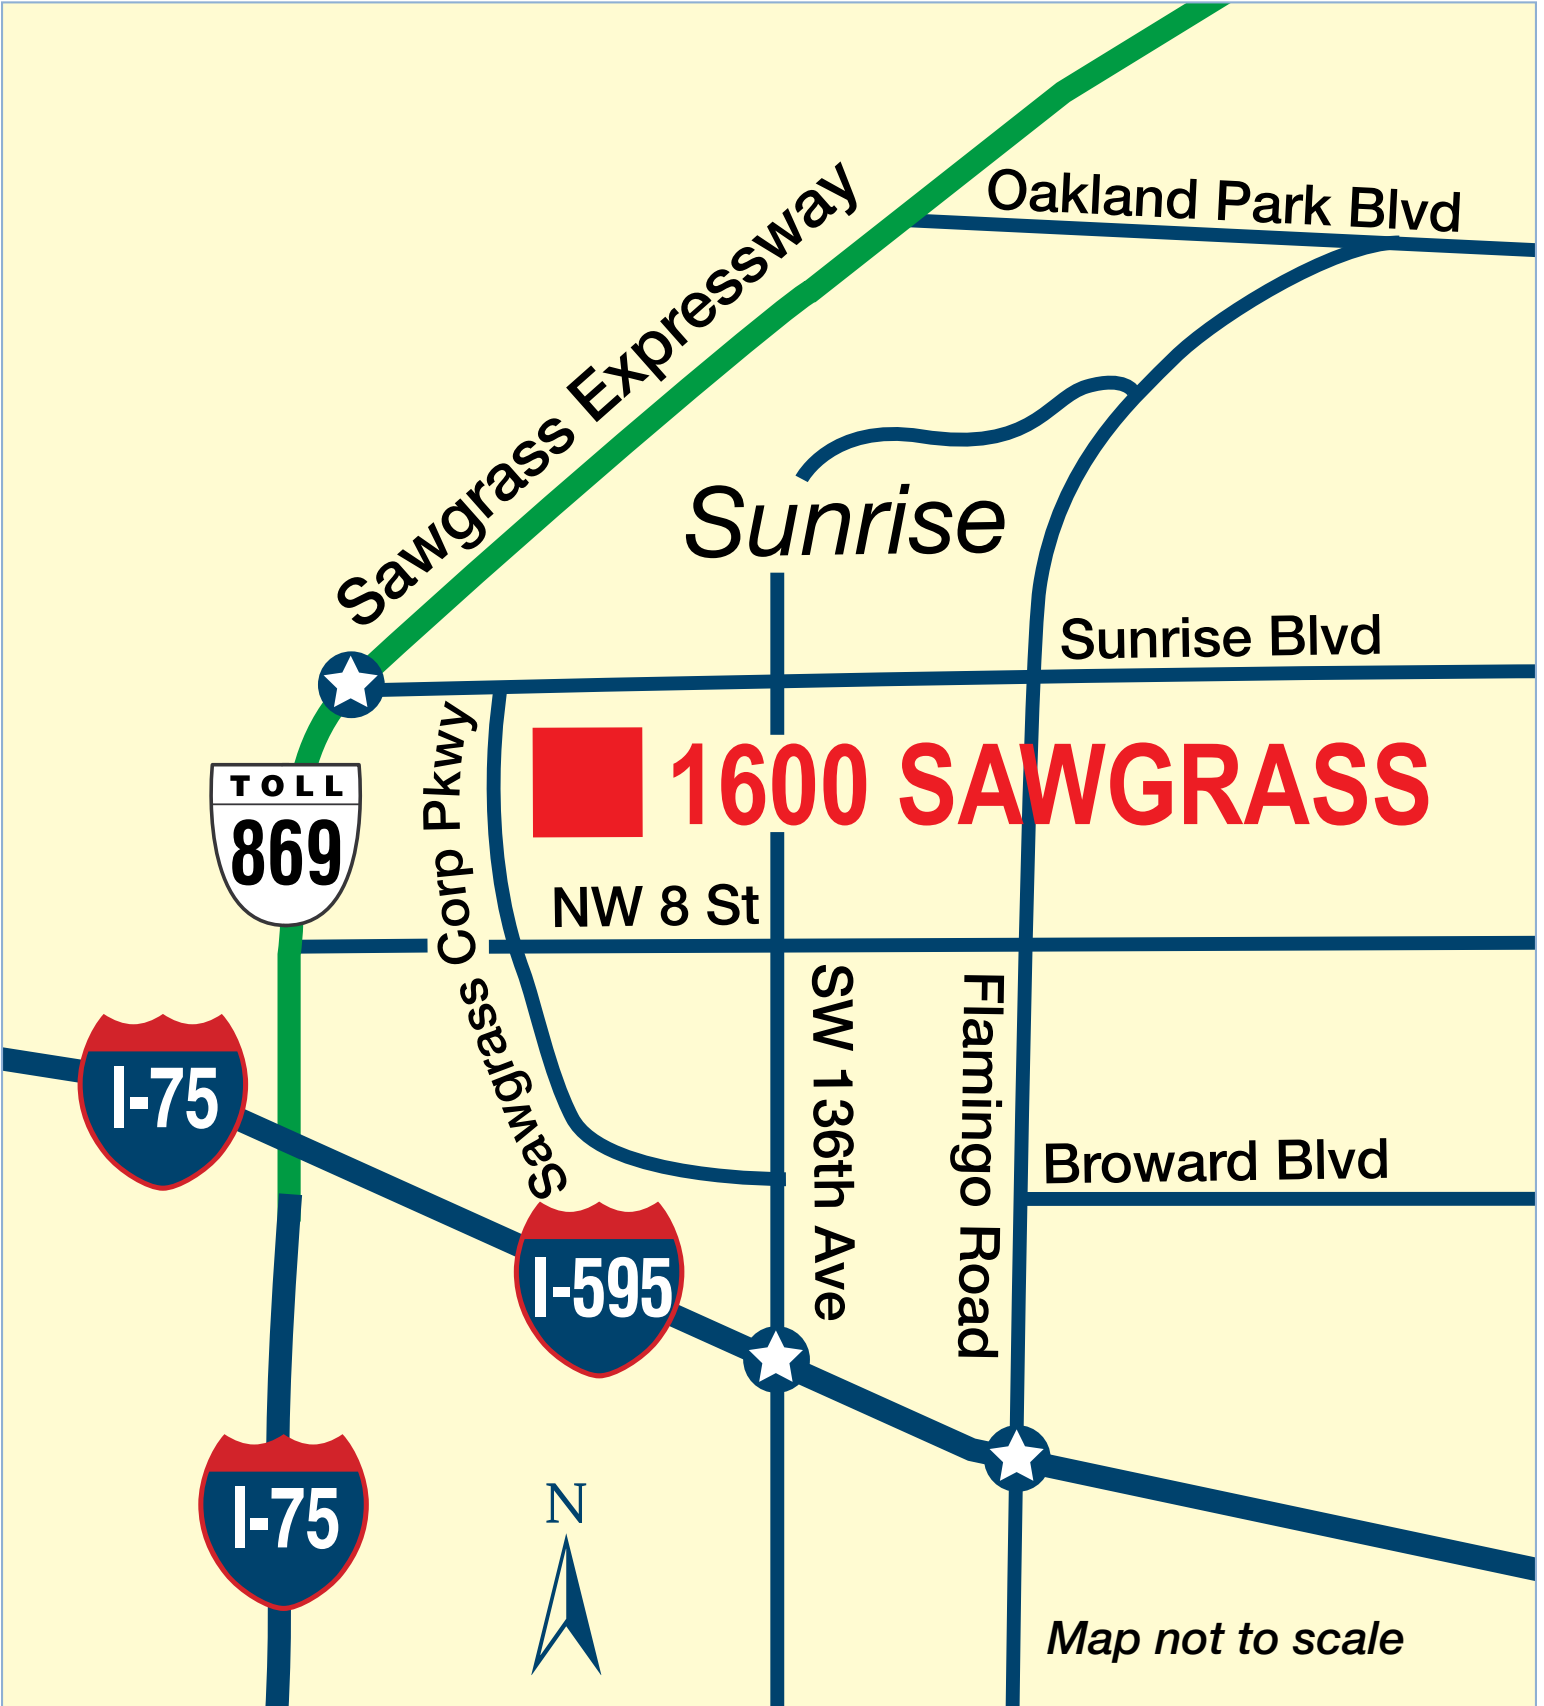 Oakland Park Blvd
Sawgrass Expressway
Sunrise
Sunrise Blvd
1600 SAWGRASS
TOLL
869
Sawgrass Corp Pkwy
NW 8 St
SW 136th Ave
Flamingo Road
I-75
Broward Blvd
I-595
I-75
N
Map not to scale